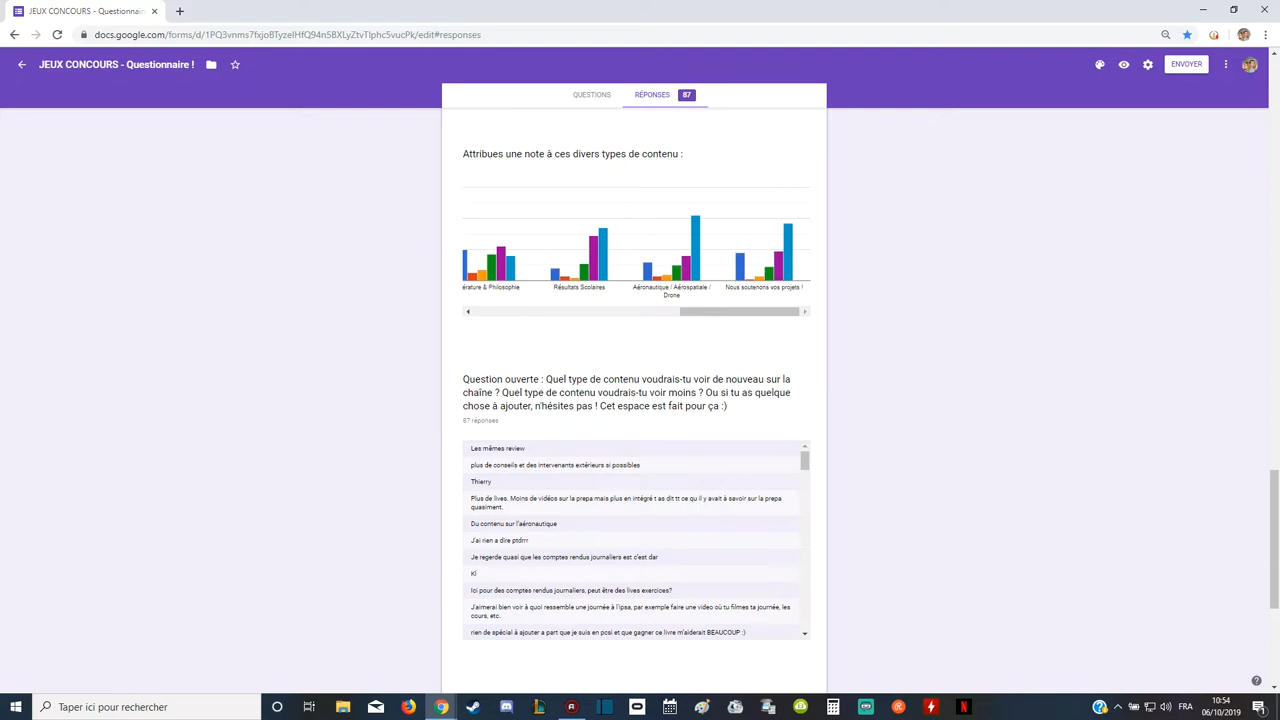 JEUX CONCOURS - Questionnaire
docs.google.com/forms/d/1PQ3vnms7fxjoBTyzeIHfQ94n5BXLyZtvTlphc5vucPk/edit#responses
JEUX CONCOURS - Questionnaire !
ENVOYER
QUESTIONS
RÉPONSES 87
Attribues une note à ces divers types de contenu :
érature & Philosophie
Résultats Scolaires
Aéronautique / Aérospatiale /
Drone
Nous soutenons vos projets !
Question ouverte : Quel type de contenu voudrais-tu voir de nouveau sur la
chaîne ? Quel type de contenu voudrais-tu voir moins ? Ou si tu as quelque
chose à ajouter, n'hésites pas ! Cet espace est fait pour ça :)
87 réponses
Les mêmes review
plus de conseils et des intervenants extérieurs si possibles
Thierry
Plus de lives. Moins de vidéos sur la prepa mais plus en intégré t as dit tt ce qu il y avait à savoir sur la prepa
quasiment.
Du contenu sur l'aéronautique
J'ai rien a dire ptdrrr
Je regerde quasi que les comptes rendus journaliers est c'est dar
Kl
Ici pour des comptes rendus journaliers, peut être des lives exercices?
J'aimerai bien voir à quoi ressemble une journée à l'ipsa, par exemple faire une video où tu filmes ta journée, les
cours, etc.
rien de spécial à ajouter a part que je suis en pcsi et que gagner ce livre m'aiderait BEAUCOUP :)
Taper ici pour rechercher
FRA
10:54
06/10/2019